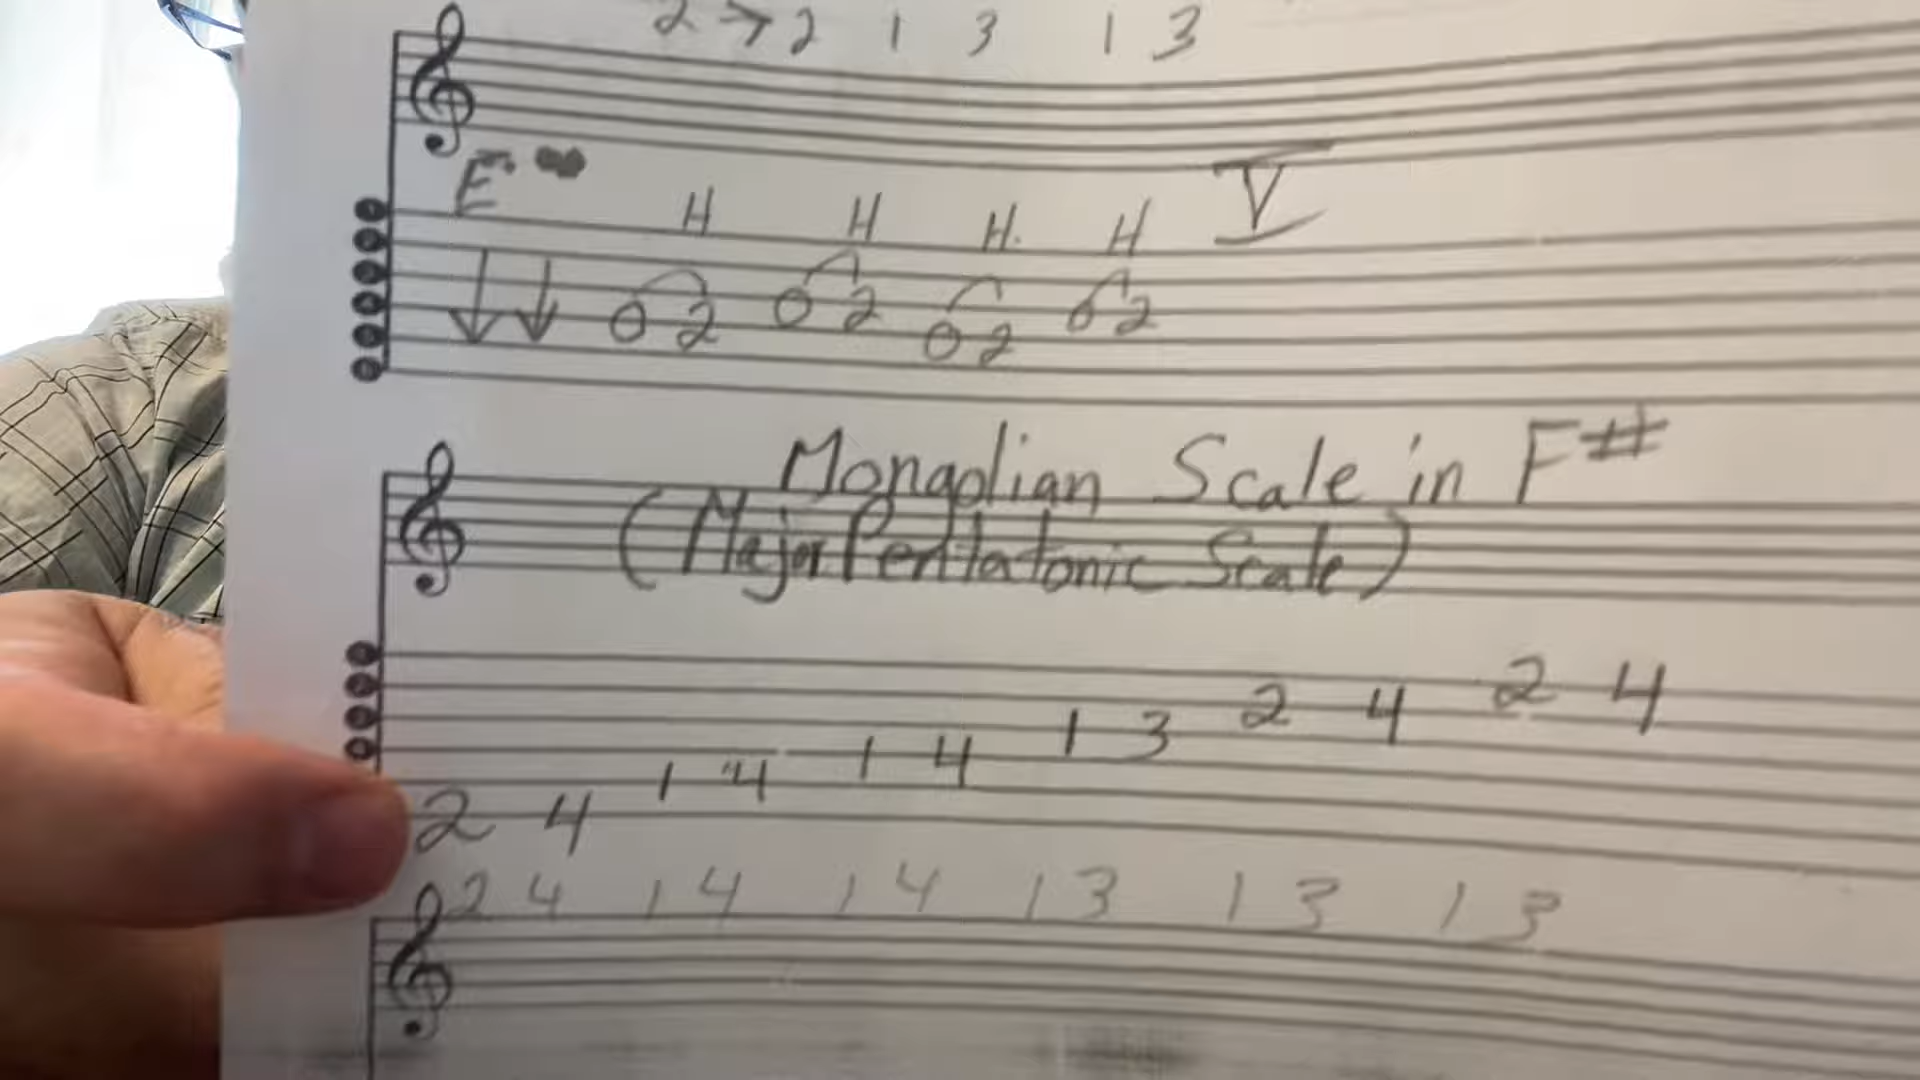 2 → 2 1 3 1 3
E
H H H H V
0 2 0 2 0 2 0 2
Mongolian Scale in F#
(Major Pentatonic Scale)
2 4 1 4 1 4 1 3 2 4 2 4
2 4 1 4 1 4 1 3 1 3 1 3